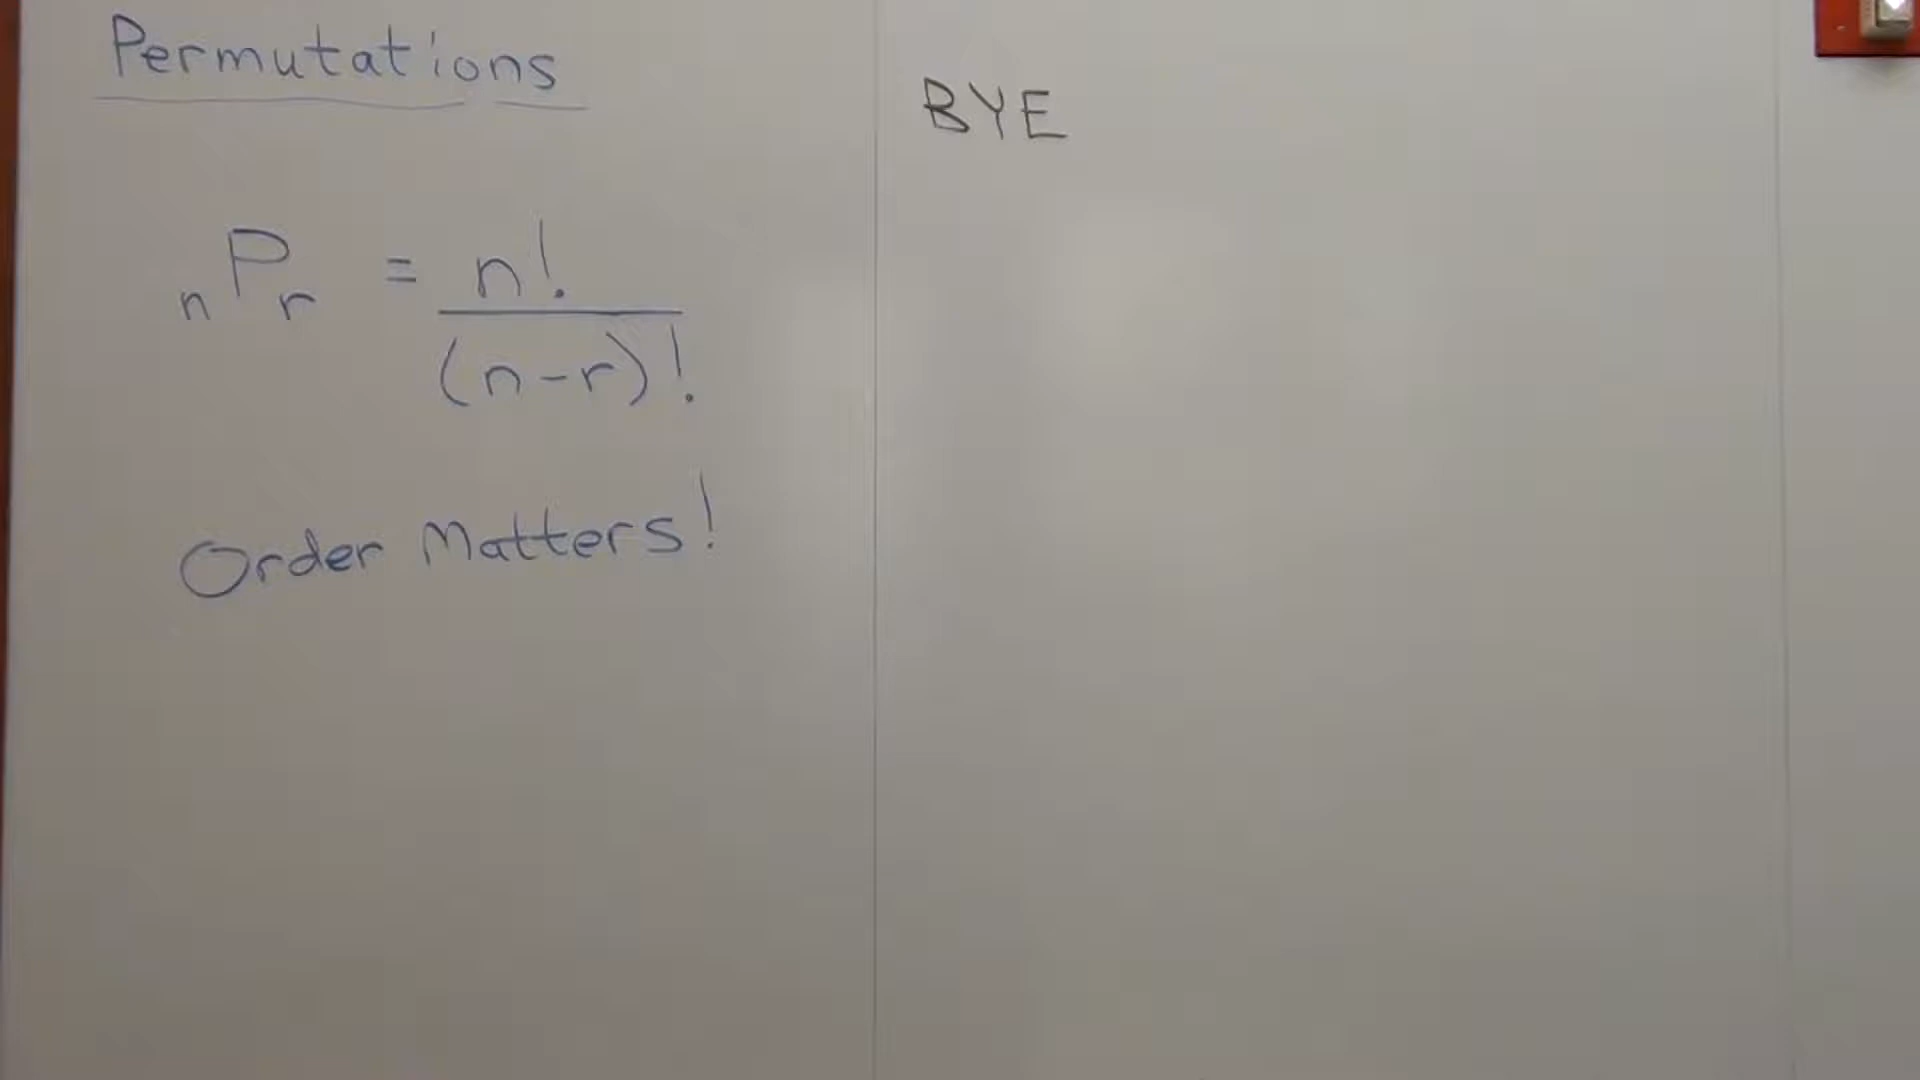 Permutations
nPr = n!
(n-r)!
Order Matters!
BYE